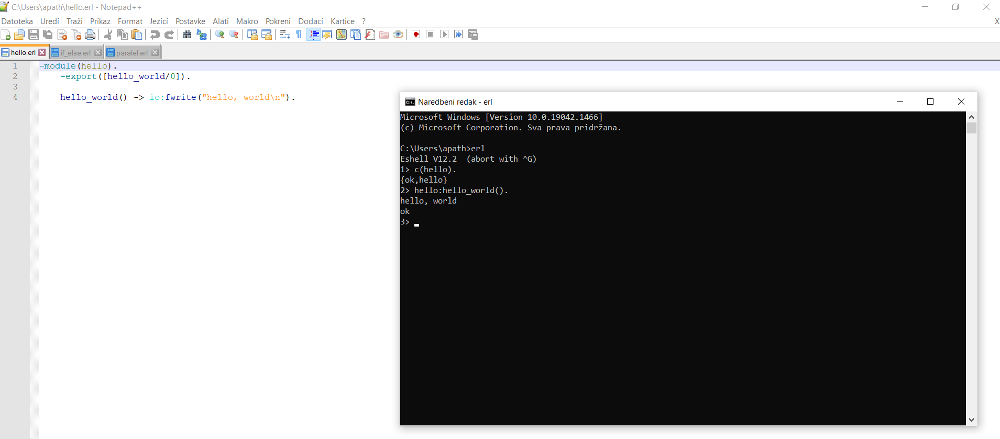 C:\Users\apath\hello.erl - Notepad++
Datoteka Uredi Traži Prikaz Format Jezici Postavke Alati Makro Pokreni Dodaci Kartice ? X
hello.erl if_else.erl paralel.erl
1 -module(hello).
2 -export([hello_world/0]).
3
4 hello_world() -> io:fwrite("hello, world\n").
Naredbeni redak - erl
Microsoft Windows [Version 10.0.19042.1466]
(c) Microsoft Corporation. Sva prava pridržana.
C:\Users\apath>erl
Eshell V12.2  (abort with ^G)
1> c(hello).
{ok,hello}
2> hello:hello_world().
hello, world
ok
3>